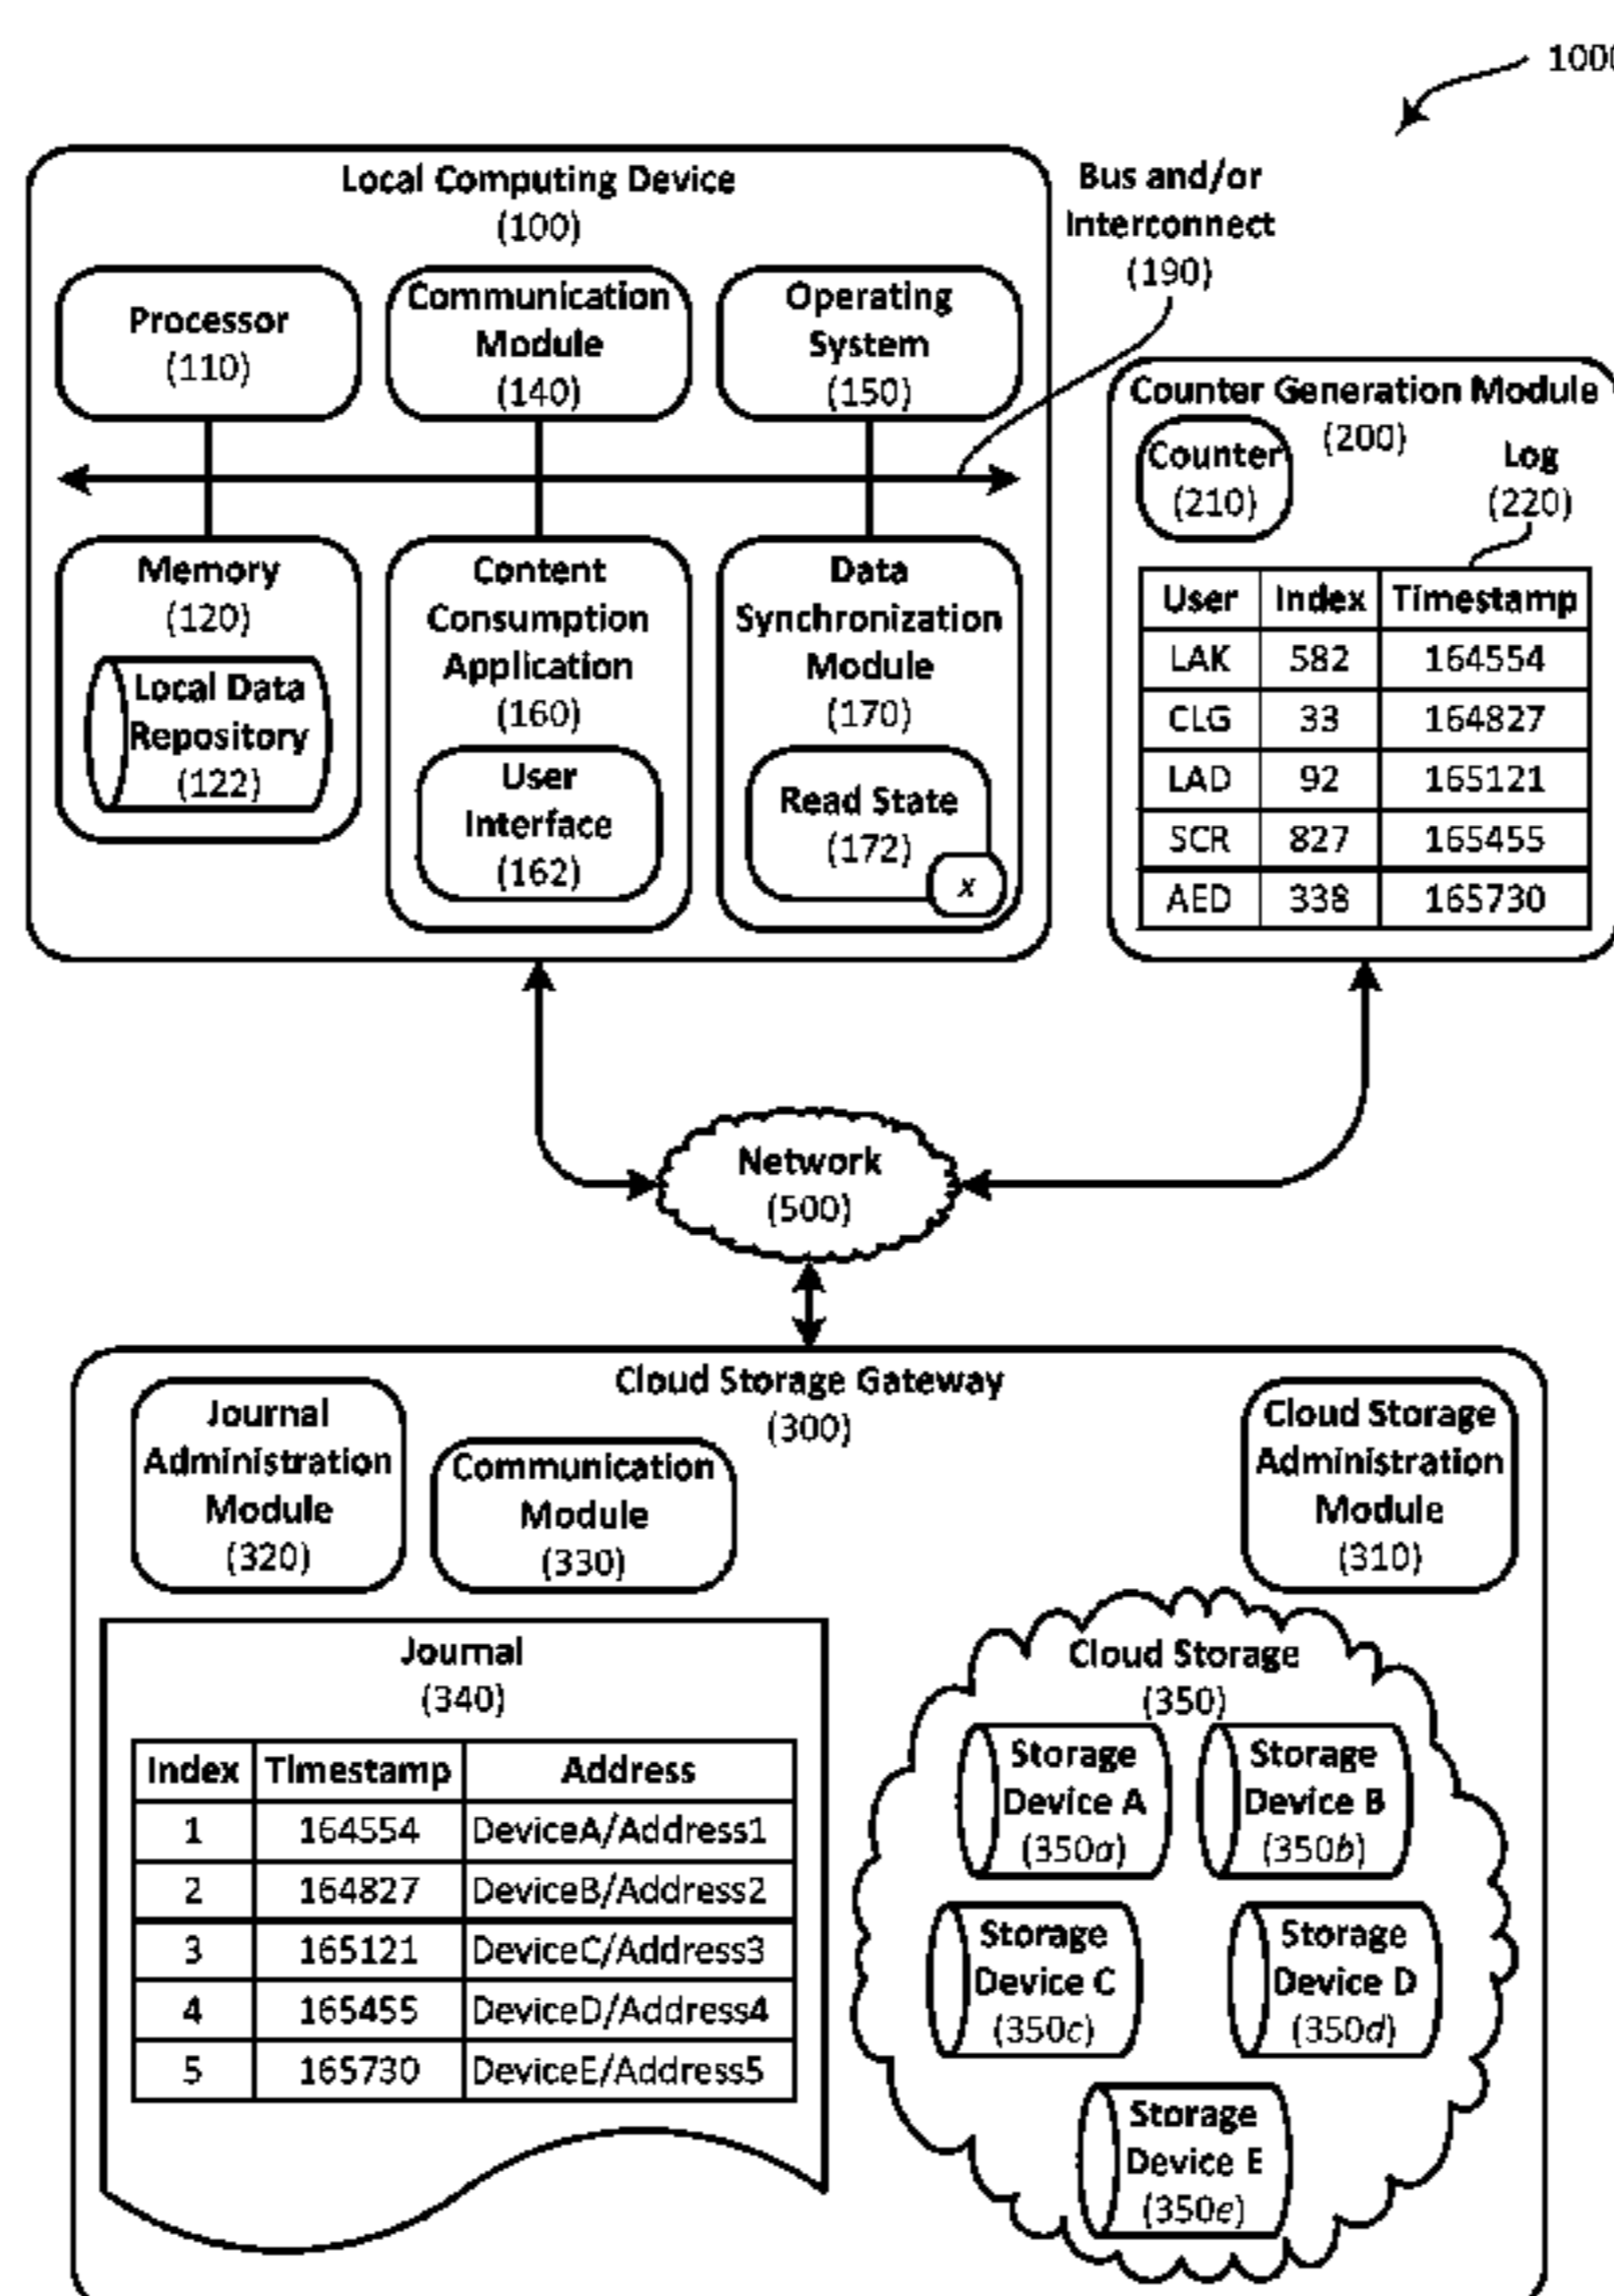 1000
Local Computing Device
(100)
Bus and/or
Interconnect
(190)
Processor
(110)
Communication
Module
(140)
Operating
System
(150)
Memory
(120)
Local Data
Repository
(122)
Content
Consumption
Application
(160)
User
Interface
(162)
Data
Synchronization
Module
(170)
Read State
(172)
x
Counter Generation Module
(200)
Counter
(210)
Log
(220)
User Index Timestamp
LAK 582 164554
CLG 33 164827
LAD 92 165121
SCR 827 165455
AED 338 165730
Network
(500)
Cloud Storage Gateway
(300)
Journal
Administration
Module
(320)
Communication
Module
(330)
Cloud Storage
Administration
Module
(310)
Journal
(340)
Index Timestamp Address
1 164554 DeviceA/Address1
2 164827 DeviceB/Address2
3 165121 DeviceC/Address3
4 165455 DeviceD/Address4
5 165730 DeviceE/Address5
Cloud Storage
(350)
Storage
Device A
(350a)
Storage
Device B
(350b)
Storage
Device C
(350c)
Storage
Device D
(350d)
Storage
Device E
(350e)